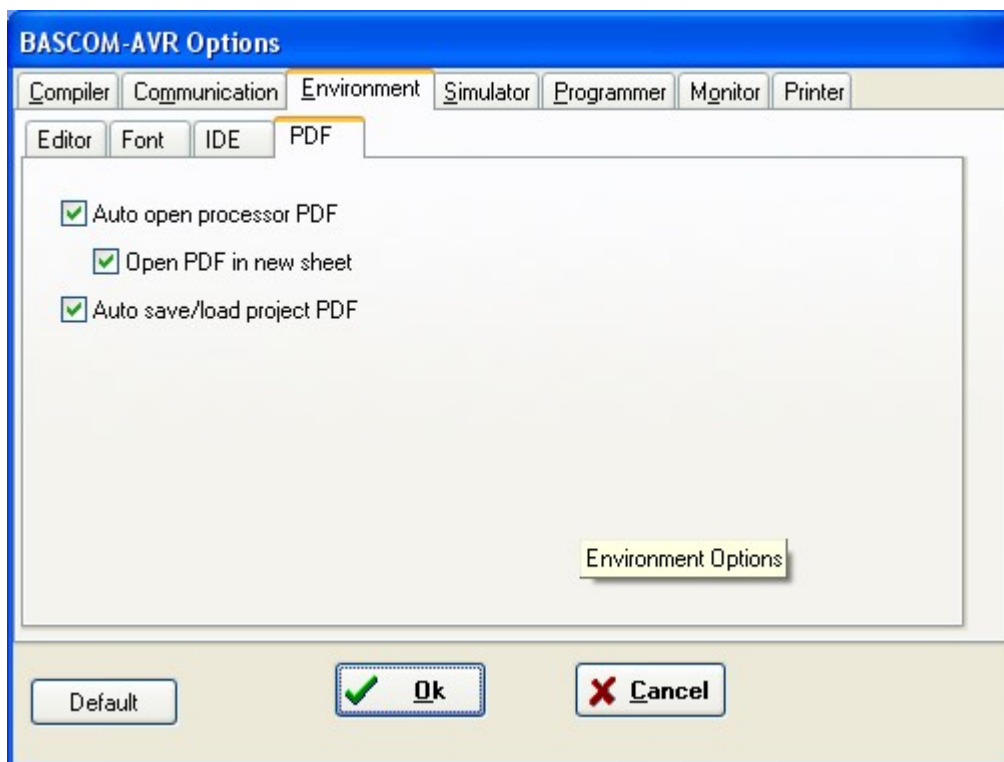 BASCOM-AVR Options
Compiler Communication Environment Simulator Programmer Monitor Printer
Editor Font IDE PDF
Auto open processor PDF
Open PDF in new sheet
Auto save/load project PDF
Environment Options
Default Ok Cancel